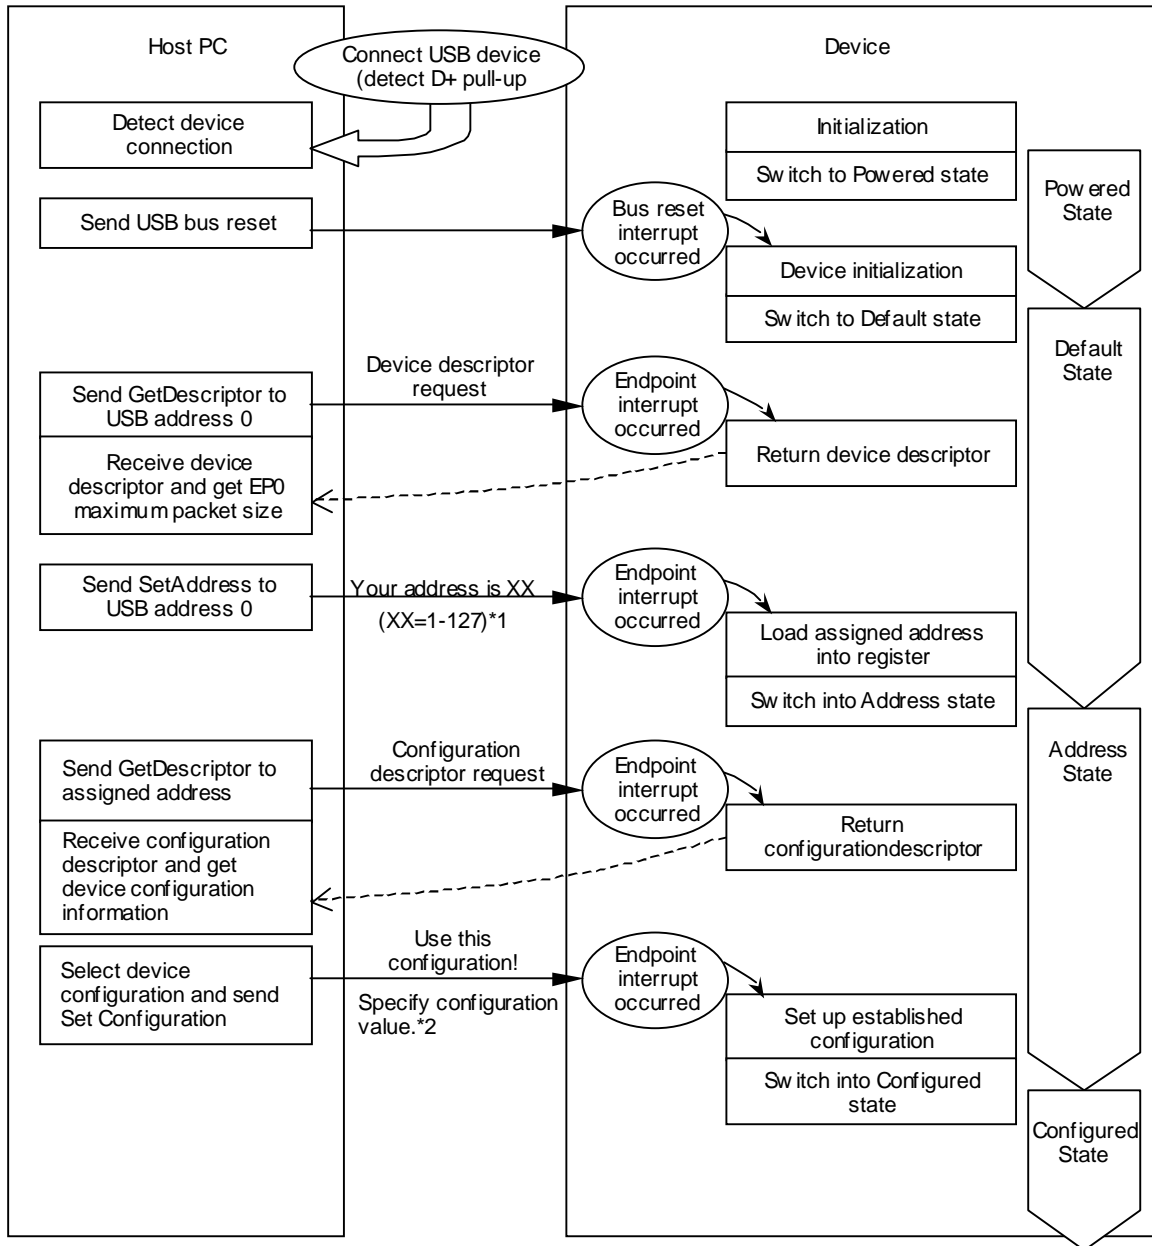 Host PC
Connect USB device
(detect D+ pull-up
Device
Detect device
connection
Initialization
Switch to Powered state
Powered
State
Send USB bus reset
Bus reset
interrupt
occurred
Device initialization
Switch to Default state
Default
State
Device descriptor
request
Send GetDescriptor to
USB address 0
Endpoint
interrupt
occurred
Receive device
descriptor and get EP0
maximum packet size
Return device descriptor
Send SetAddress to
USB address 0
Your address is XX
(XX=1-127)*1
Endpoint
interrupt
occurred
Load assigned address
into register
Switch into Address state
Address
State
Send GetDescriptor to
assigned address
Configuration
descriptor request
Endpoint
interrupt
occurred
Receive configuration
descriptor and get
device configuration
information
Return
configurationdescriptor
Select device
configuration and send
Set Configuration
Use this
configuration!
Specify configuration
value.*2
Endpoint
interrupt
occurred
Set up established
configuration
Switch into Configured
state
Configured
State